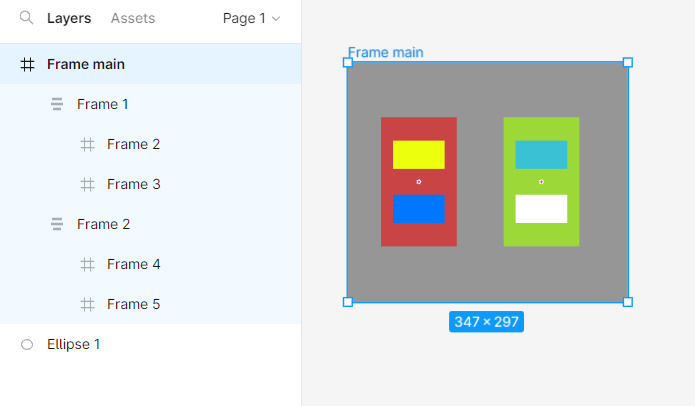 Layers Assets Page 1
Frame main
Frame 1
Frame 2
Frame 3
Frame 2
Frame 4
Frame 5
Ellipse 1
Frame main
347 × 297